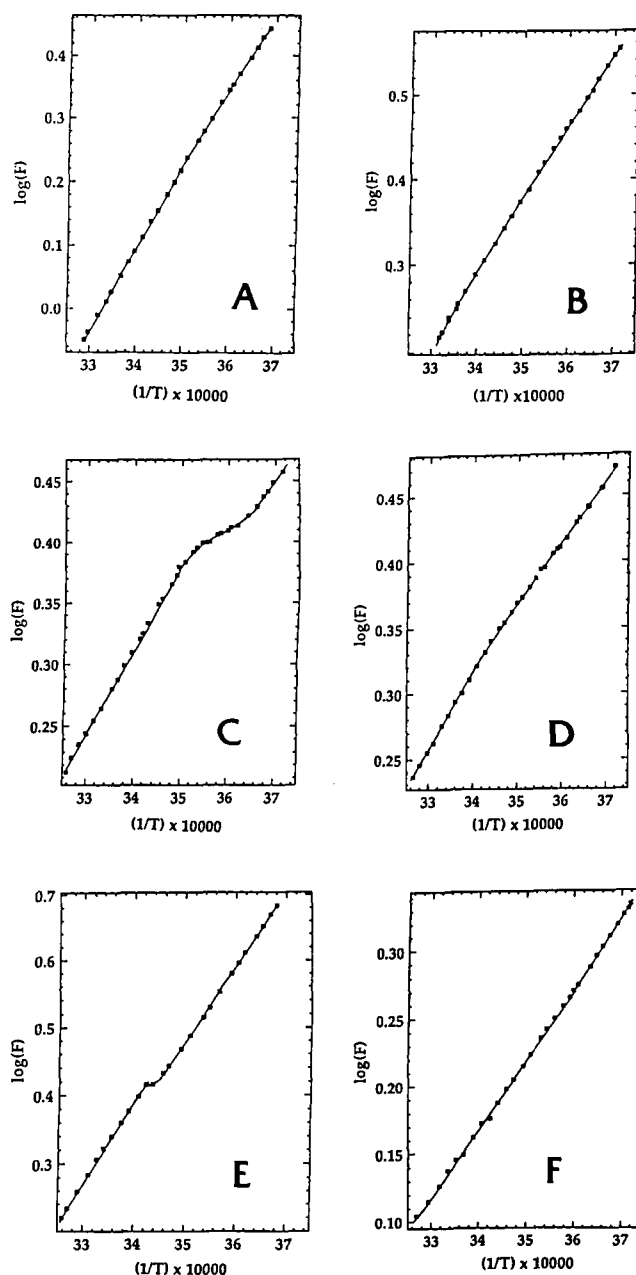 0.4
0.3
0.2
0.1
0.0
log(F)
A
33 34 35 36 37
(1/T) x 10000
0.5
0.4
0.3
log(F)
B
33 34 35 36 37
(1/T) x10000
0.45
0.40
0.35
0.30
0.25
log(F)
C
33 34 35 36 37
(1/T) x 10000
0.45
0.40
0.35
0.30
0.25
log(F)
D
33 34 35 36 37
(1/T) x 10000
0.7
0.6
0.5
0.4
0.3
log(F)
E
33 34 35 36 37
(1/T) x 10000
0.30
0.25
0.20
0.15
0.10
log(F)
F
33 34 35 36 37
(1/T) x 10000